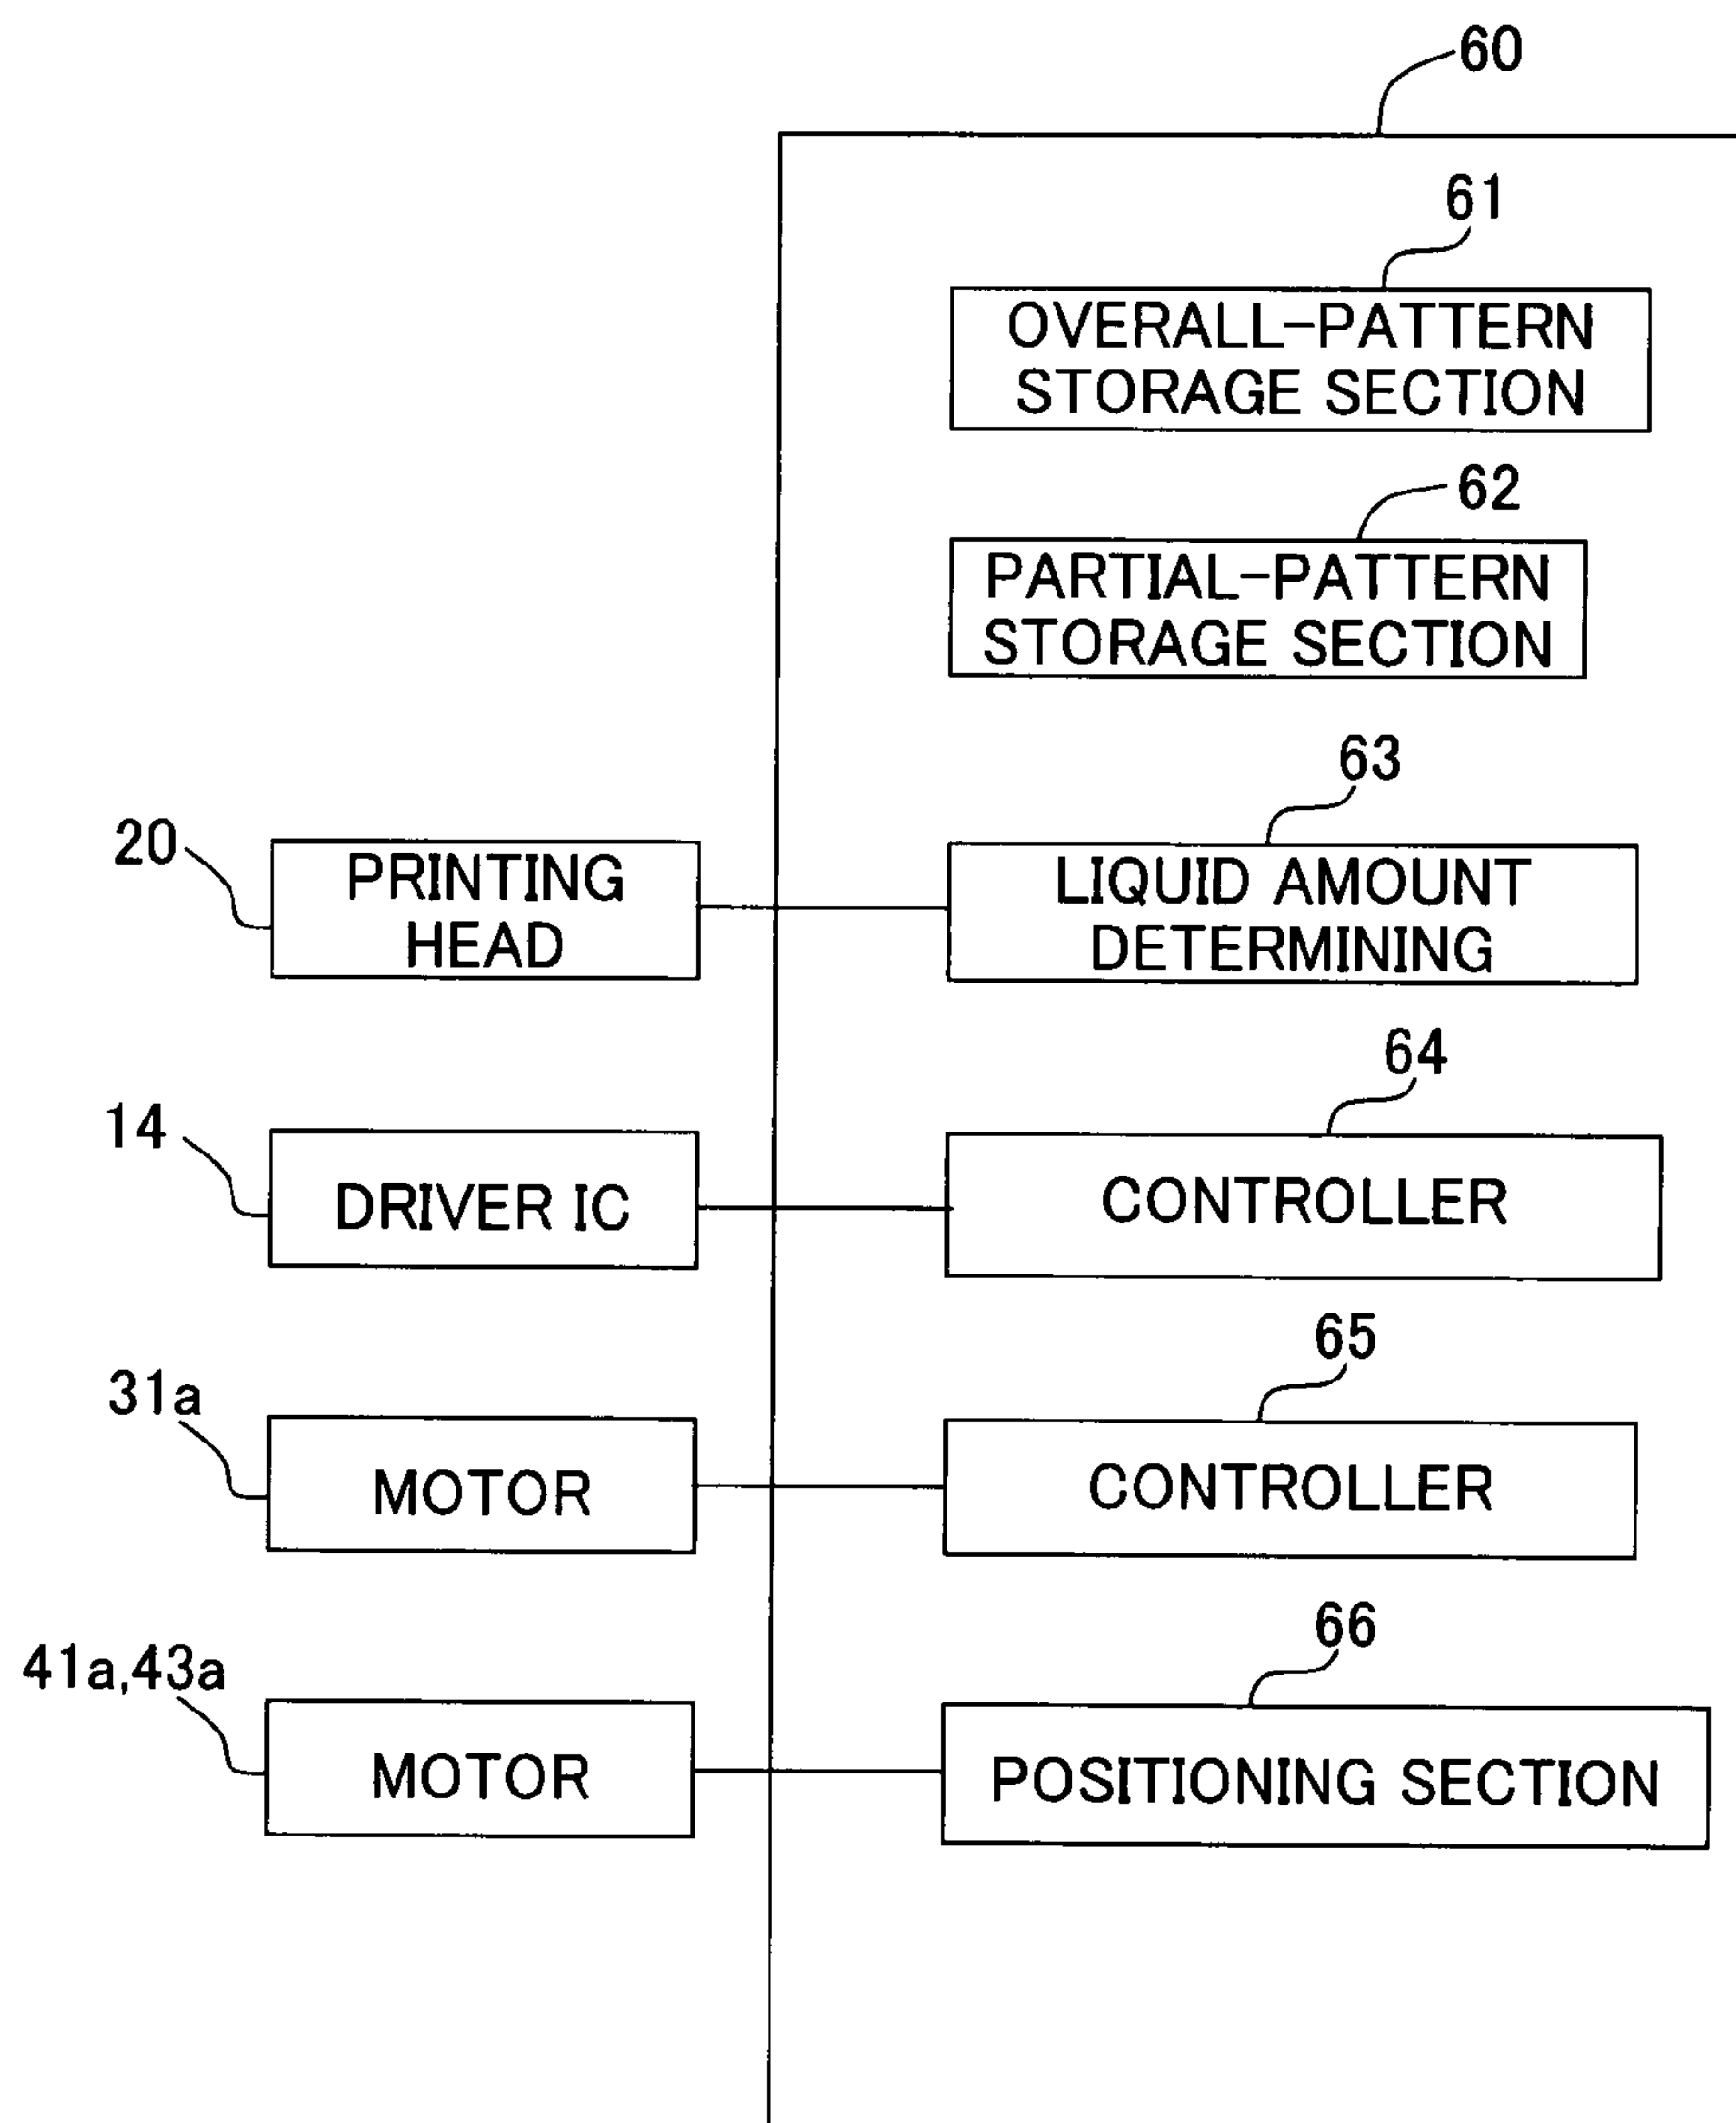 60
61
OVERALL-PATTERN
STORAGE SECTION
62
PARTIAL-PATTERN
STORAGE SECTION
63
20
PRINTING
HEAD
LIQUID AMOUNT
DETERMINING
64
14
DRIVER IC
CONTROLLER
65
31a
MOTOR
CONTROLLER
66
41a,43a
MOTOR
POSITIONING SECTION